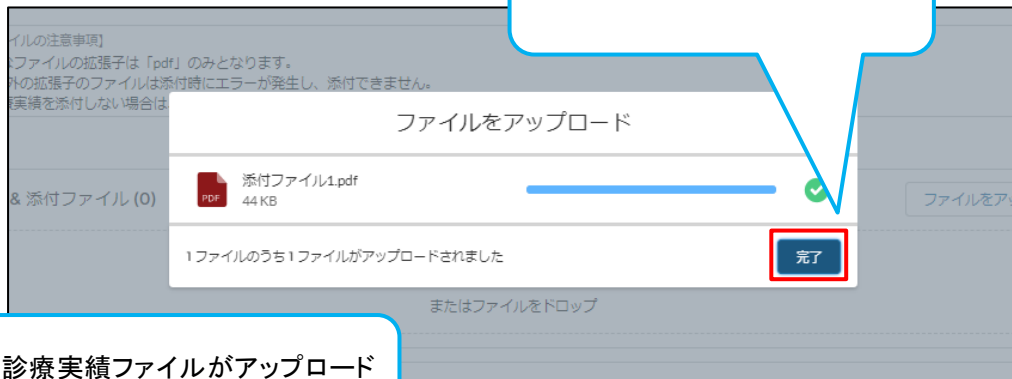 イルの注意事項】
ファイルの拡張子は「pdf」のみとなります。
外の拡張子のファイルは添付時にエラーが発生し、添付できません。
実績を添付しない場合は
ファイルをアップロード
添付ファイル1.pdf
PDF
44 KB
& 添付ファイル (0)
ファイルをア
1 ファイルのうち 1 ファイルがアップロードされました
完了
またはファイルをドロップ
診療実績ファイルがアップロード